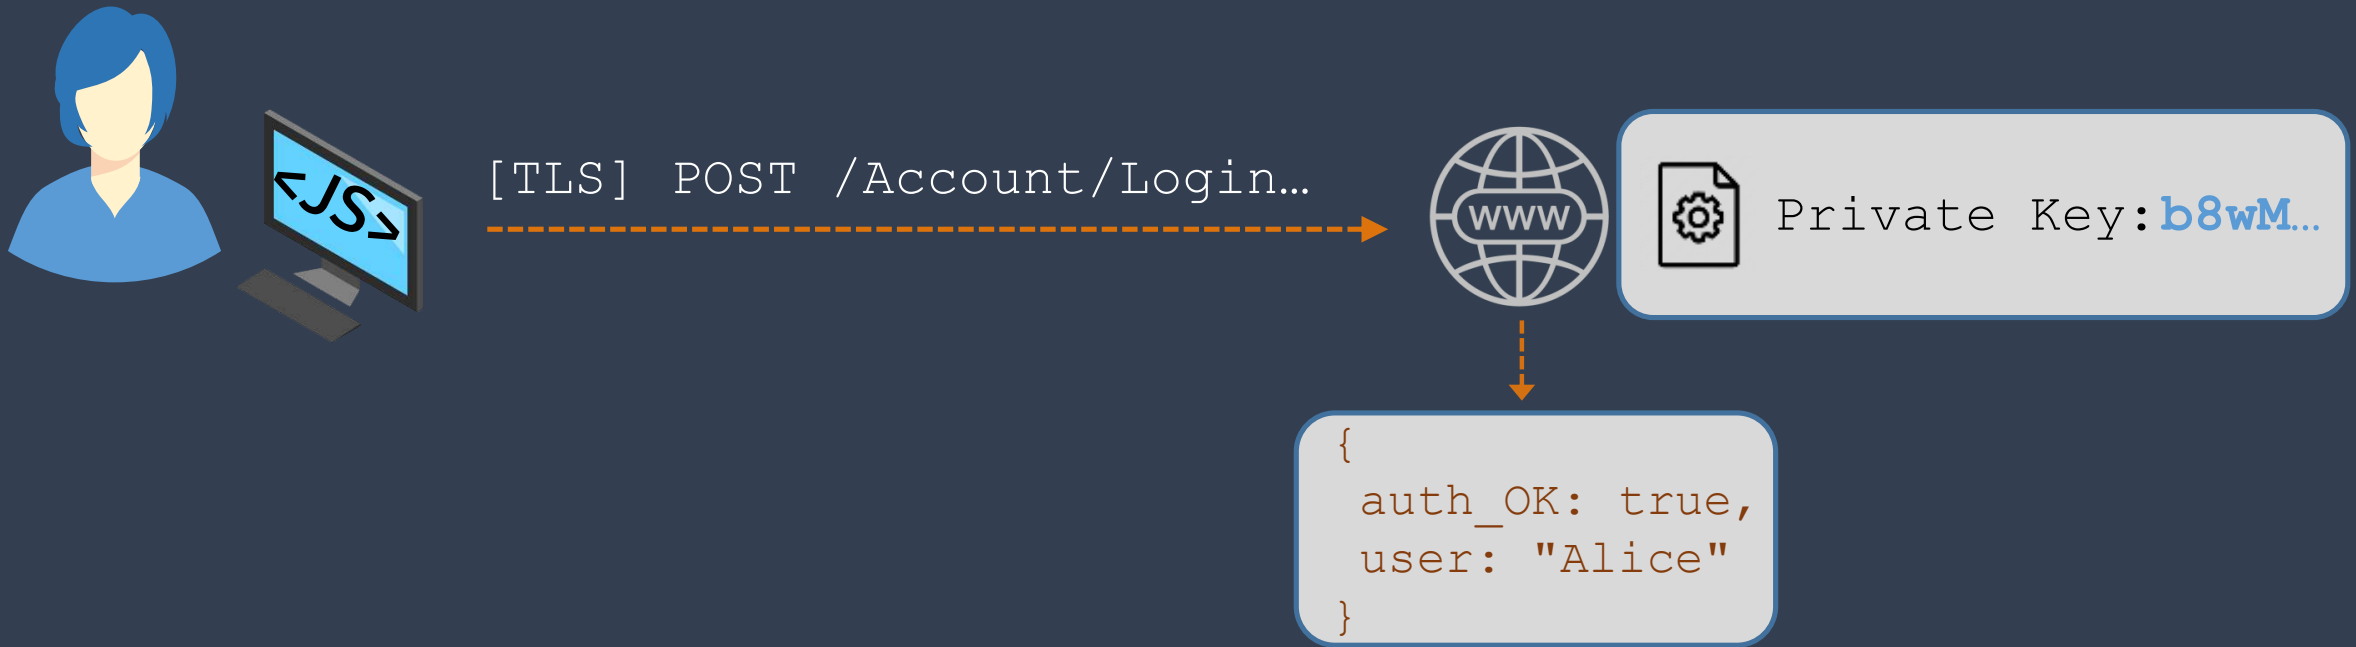 <JS>
[TLS] POST /Account/Login…
WWW
Private Key:b8wM…
{
auth_OK: true,
user: "Alice"
}